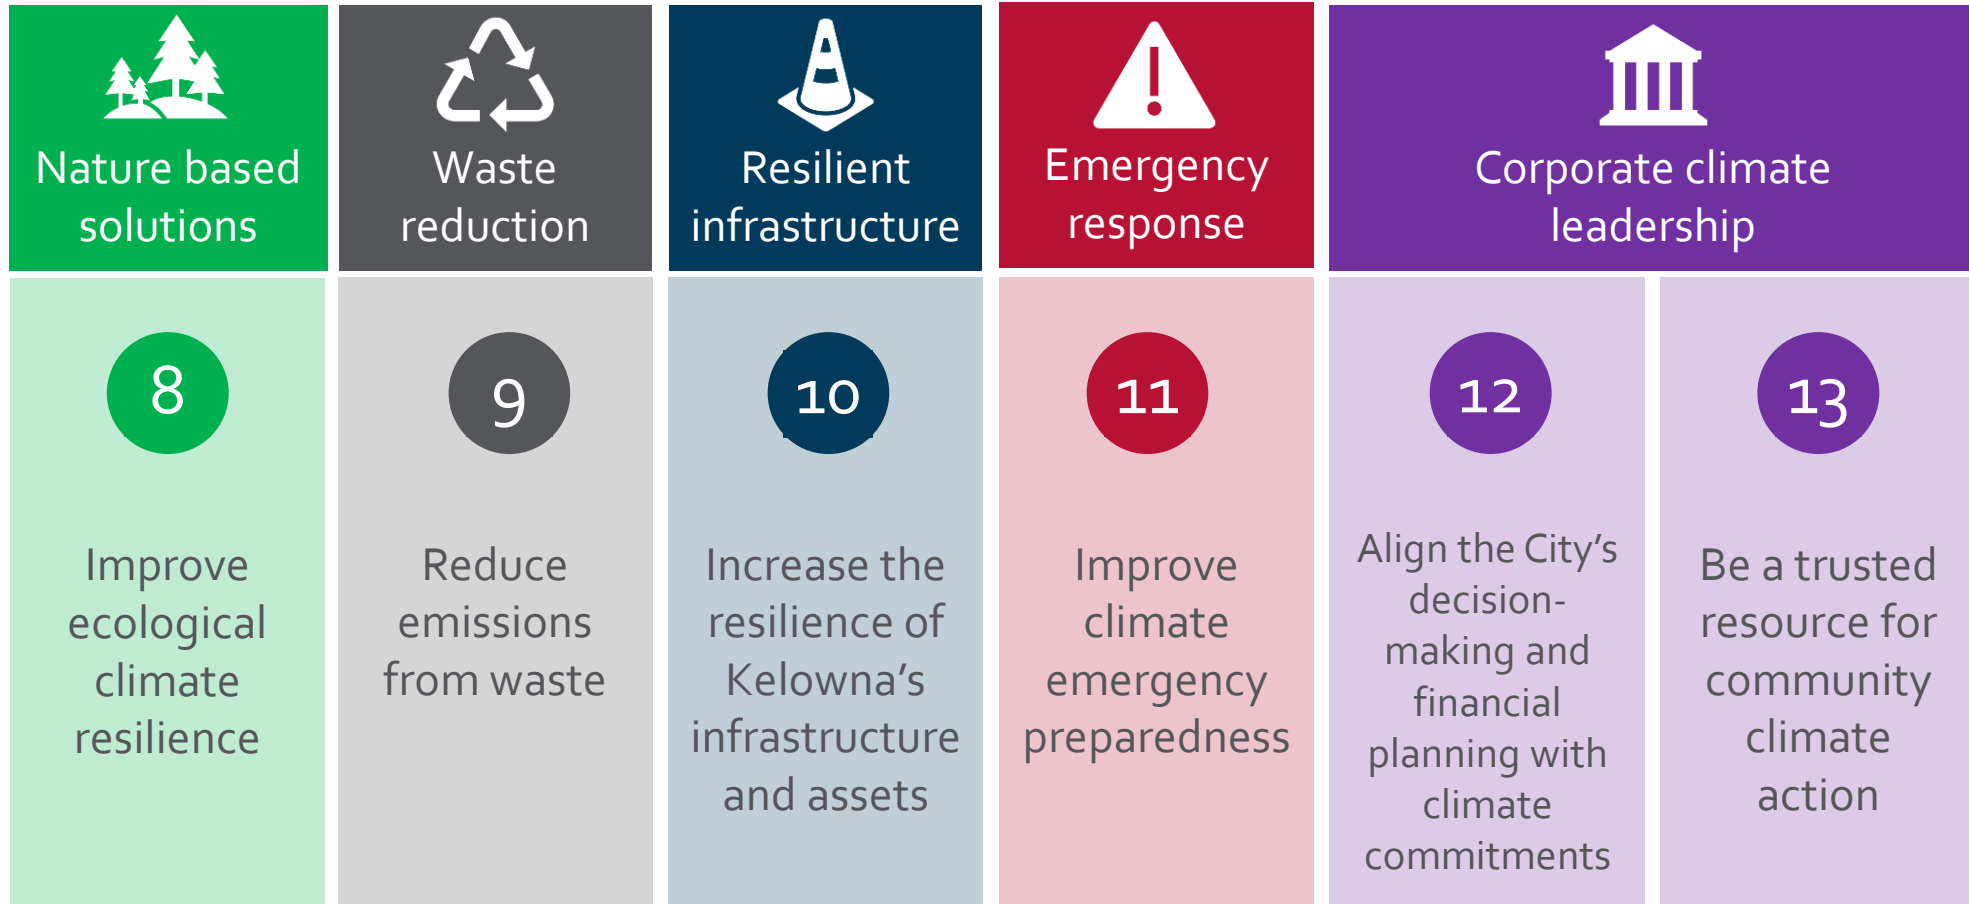 Nature based
solutions
Waste
reduction
Resilient
infrastructure
Emergency
response
Corporate climate
leadership
8
Improve
ecological
climate
resilience
9
Reduce
emissions
from waste
10
Increase the
resilience of
Kelowna’s
infrastructure
and assets
11
Improve
climate
emergency
preparedness
12
Align the City’s
decision-
making and
financial
planning with
climate
commitments
13
Be a trusted
resource for
community
climate
action